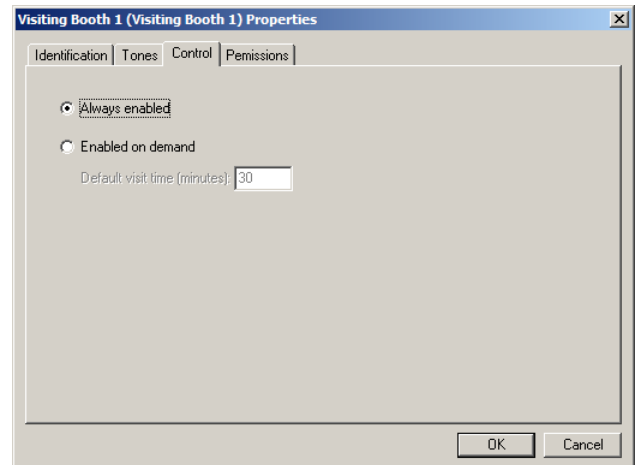 Visiting Booth 1 (Visiting Booth 1) Properties
Identification Tones Control Pemissions
Always enabled
Enabled on demand
Default visit time (minutes): 30
OK Cancel